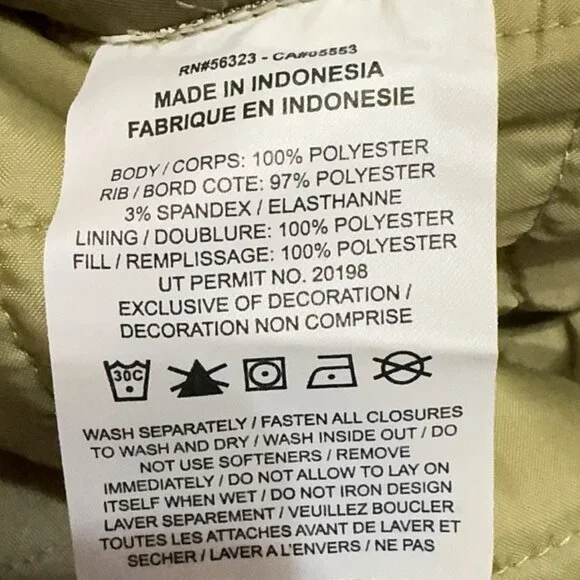 RN#56323 - CA#05553
MADE IN INDONESIA
FABRIQUE EN INDONESIE
BODY / CORPS: 100% POLYESTER
RIB / BORD COTE: 97% POLYESTER
3% SPANDEX / ELASTHANNE
LINING / DOUBLURE: 100% POLYESTER
FILL / REMPLISSAGE: 100% POLYESTER
UT PERMIT NO. 20198
EXCLUSIVE OF DECORATION /
DECORATION NON COMPRISE
30C
WASH SEPARATELY / FASTEN ALL CLOSURES
TO WASH AND DRY / WASH INSIDE OUT / DO
NOT USE SOFTENERS / REMOVE
IMMEDIATELY / DO NOT ALLOW TO LAY ON
ITSELF WHEN WET / DO NOT IRON DESIGN
LAVER SEPAREMENT / VEUILLEZ BOUCLER
TOUTES LES ATTACHES AVANT DE LAVER ET
SECHER / LAVER A L'ENVERS / NE PAS